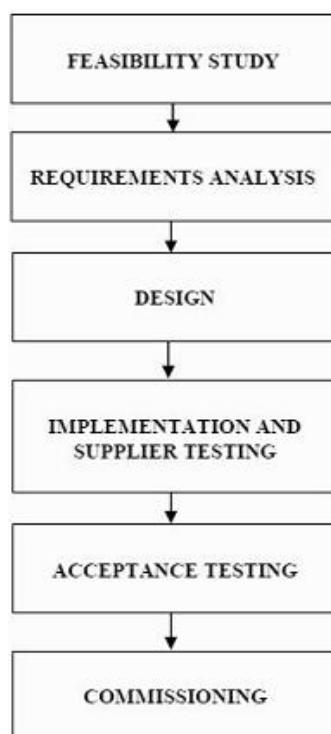 FEASIBILITY STUDY
REQUIREMENTS ANALYSIS
DESIGN
IMPLEMENTATION AND
SUPPLIER TESTING
ACCEPTANCE TESTING
COMMISSIONING